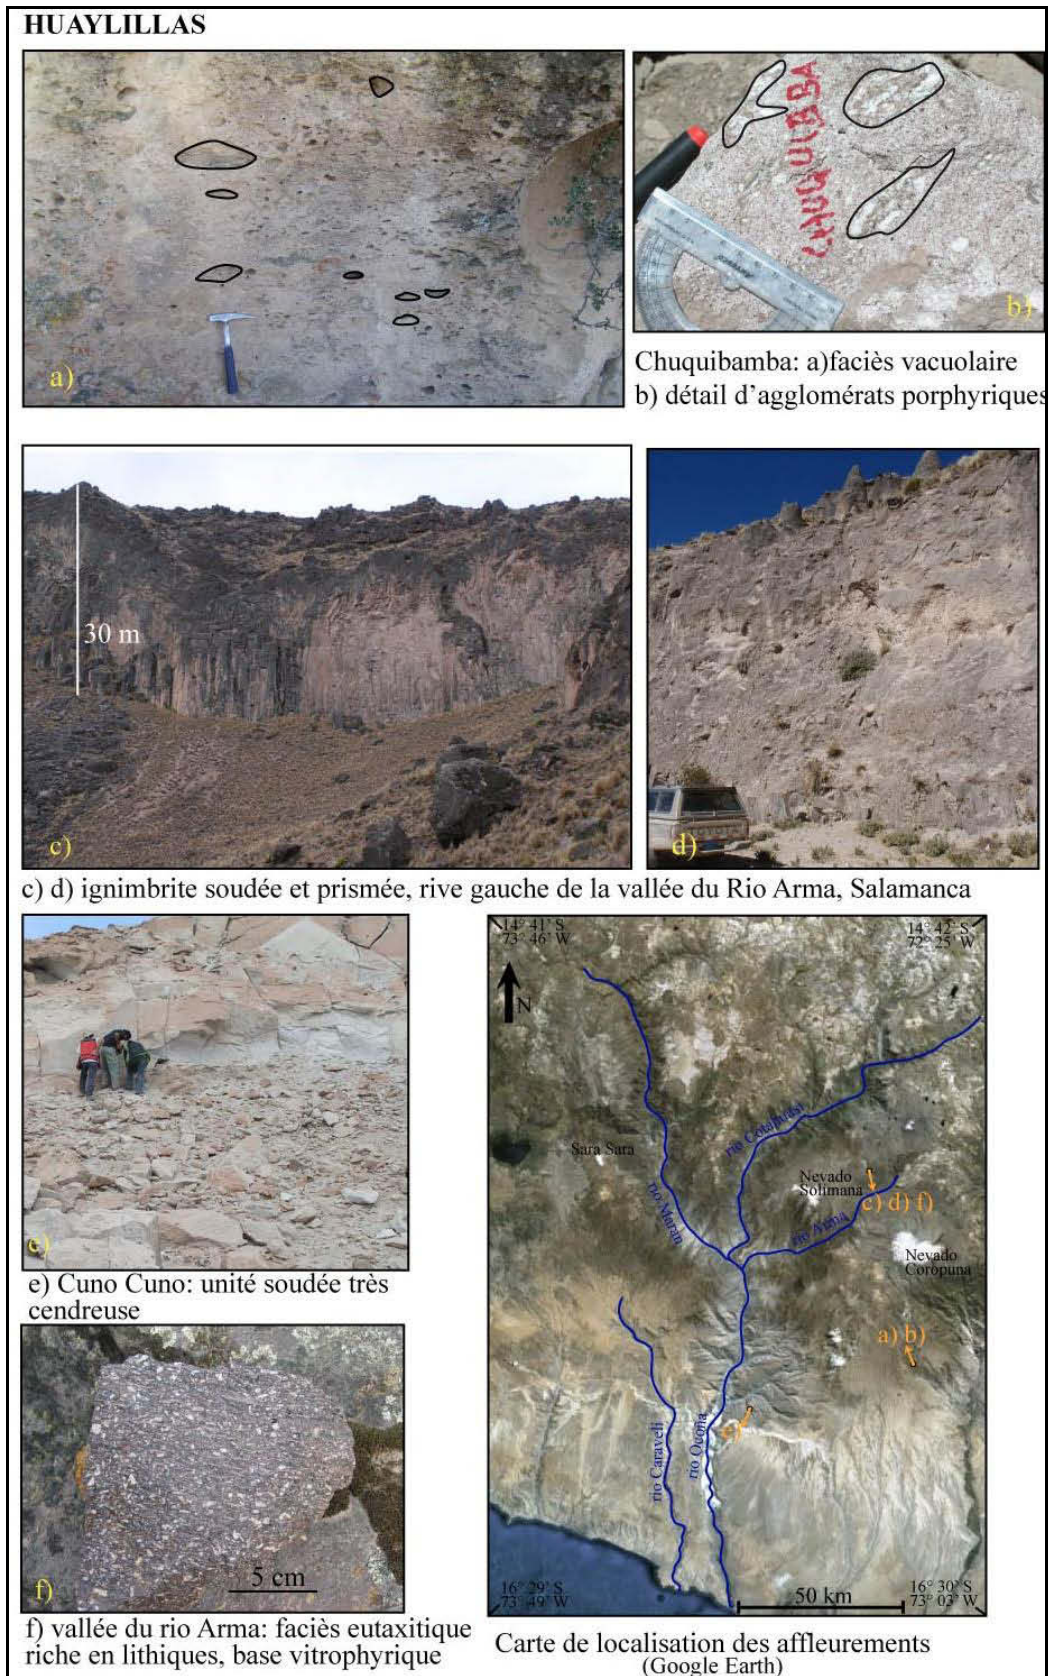 HUAYLILLAS
a)
CHUQUIBBA
b)
Chuquibamba: a)faciès vacuolaire
b) détail d'agglomérats porphyriques
30 m
c)
d)
c) d) ignimbrite soudée et prismée, rive gauche de la vallée du Rio Arma, Salamanca
e)
e) Cuno Cuno: unité soudée très
cendreuse
14° 41' S
73° 46' W
14° 42' S
72° 25' W
N
rio Cotahuasi
Sara Sara
Nevado
Solimana
rio Maran
c) d) f)
rio Arma
Nevado
Coropuna
a) b)
e)
rio Caraveli
rio Ocoña
16° 29' S
73° 49' W
50 km
16° 30' S
73° 03' W
f)
5 cm
f) vallée du rio Arma: faciès eutaxitique
riche en lithiques, base vitrophyrique
Carte de localisation des affleurements
(Google Earth)